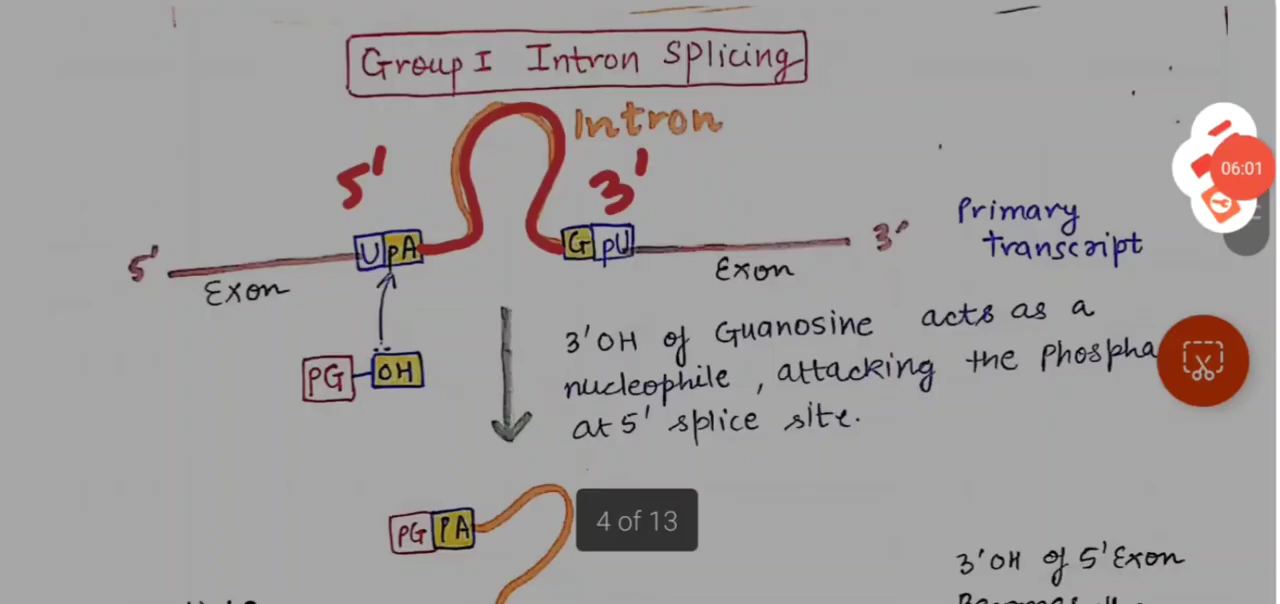 Group I Intron Splicing
Intron
5'
3'
5'
U pA
G pU
3'
Exon
Exon
Primary
transcript
PG OH
3'OH of Guanosine acts as a
nucleophile, attacking the Phospha
at 5' splice site.
PG PA
3'OH of 5'Exon
06:01
4 of 13